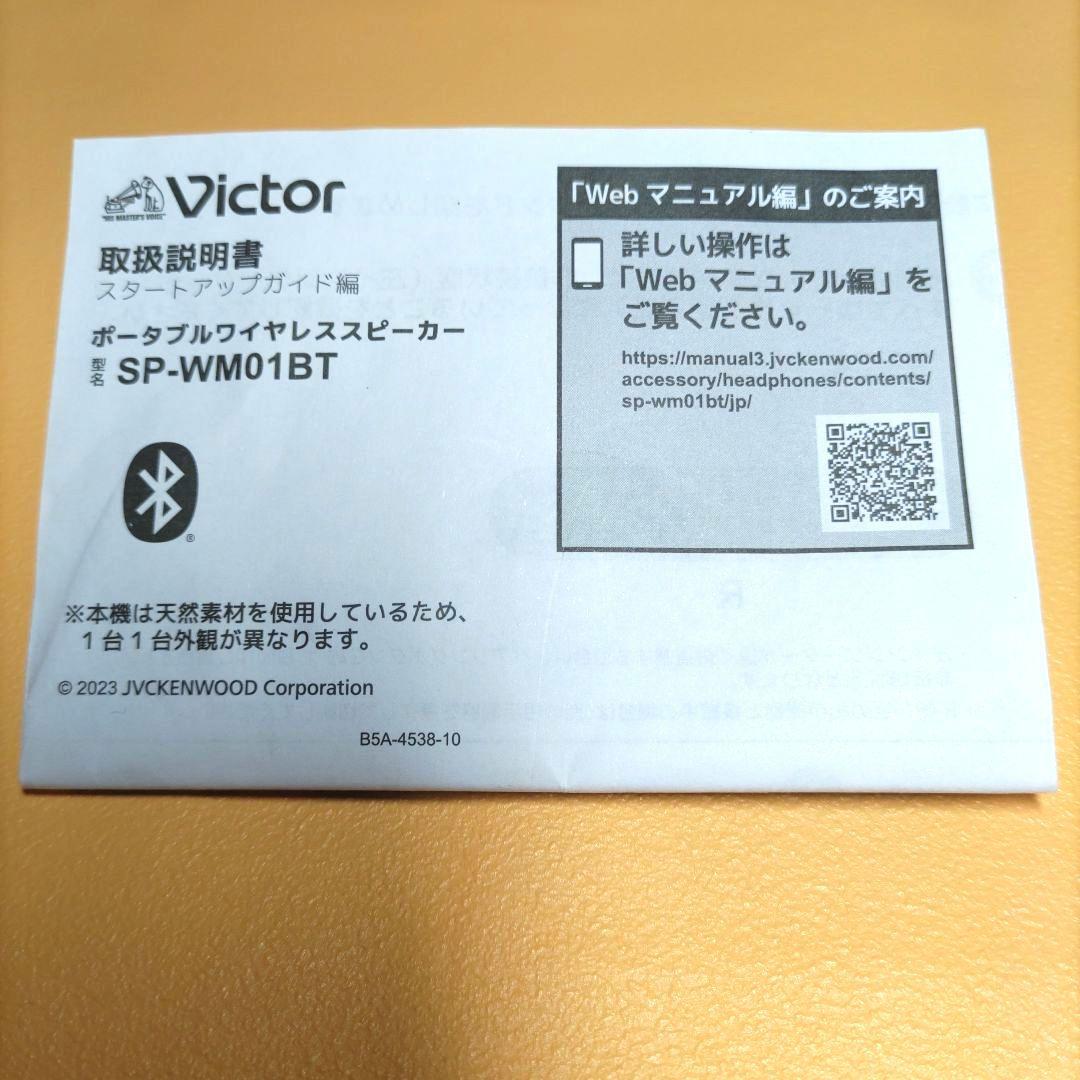 "HIS MASTER'S VOICE"
Victor
取扱説明書
スタートアップガイド編
ポータブルワイヤレススピーカー
型名 SP-WM01BT
®
※本機は天然素材を使用しているため、
1台1台外観が異なります。
© 2023 JVCKENWOOD Corporation
B5A-4538-10
「Web マニュアル編」のご案内
詳しい操作は
「Web マニュアル編」を
ご覧ください。
https://manual3.jvckenwood.com/
accessory/headphones/contents/
sp-wm01bt/jp/